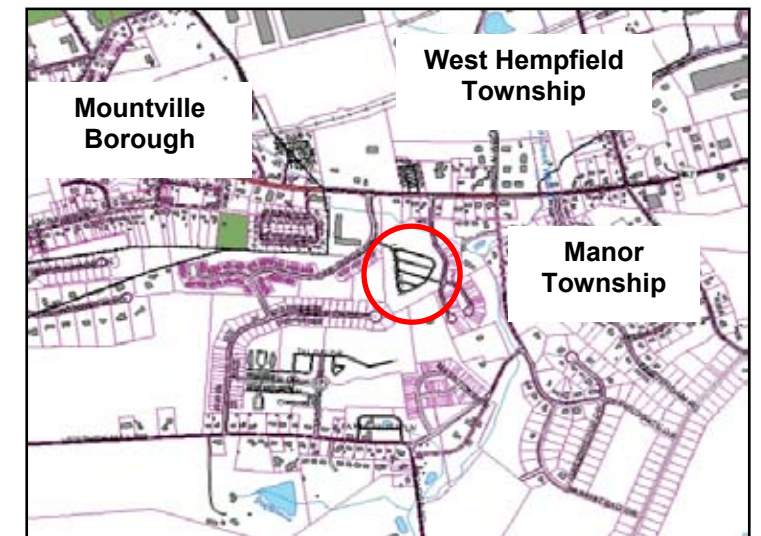 West Hempfield
Township
Mountville
Borough
Manor
Township